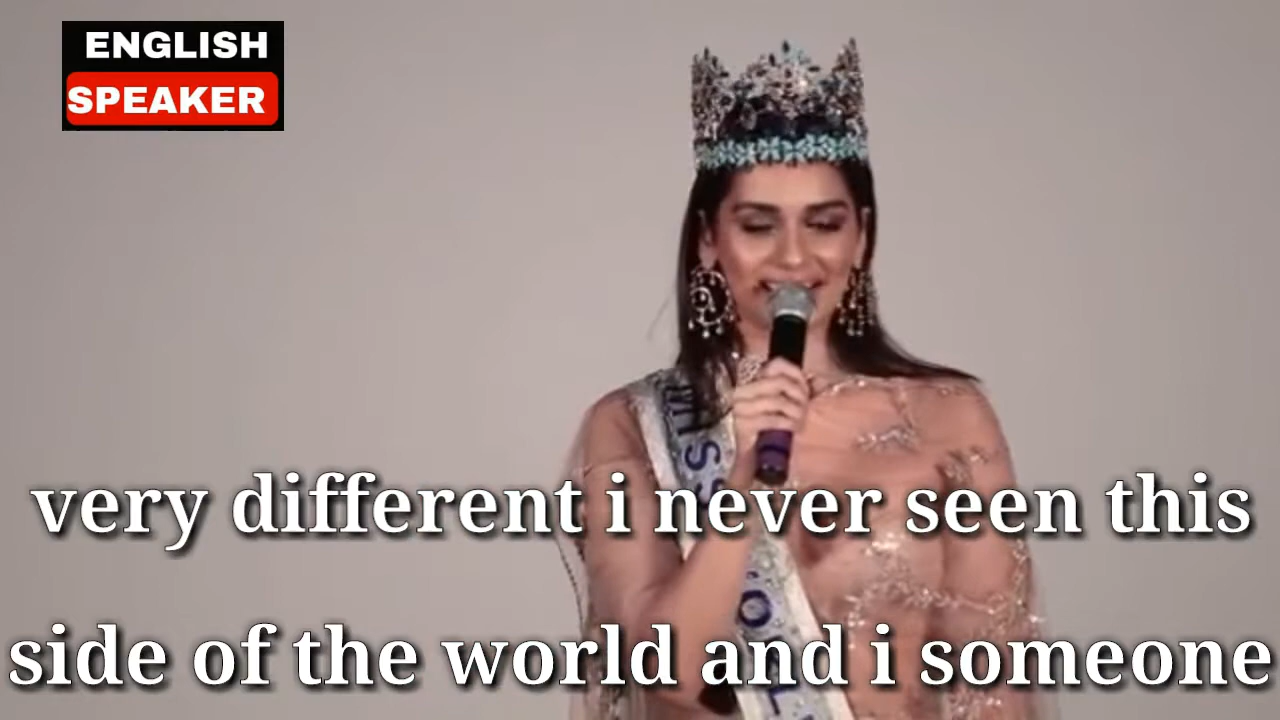 ENGLISH
SPEAKER
very different i never seen this
side of the world and i someone